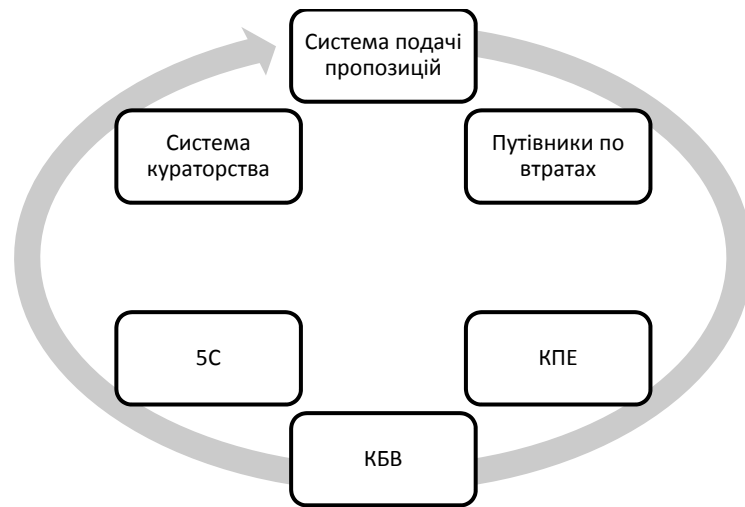 Система подачі
пропозицій
Система
кураторства
Путівники по
втратах
5С
КПЕ
КБВ